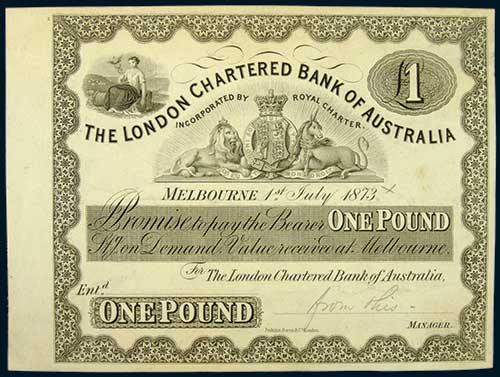 THE LONDON CHARTERED BANK OF AUSTRALIA
£1
INCORPORATED BY ROYAL CHARTER.
MELBOURNE 1st July 1873 x
Promise to pay the Bearer ONE POUND
on Demand. Value received at Melbourne.
For The London Chartered Bank of Australia,
Entd.
ONE POUND
from this
MANAGER.